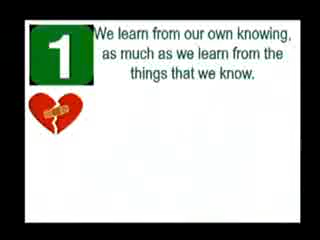 1
We learn from our own knowing,
as much as we learn from the
things that we know.